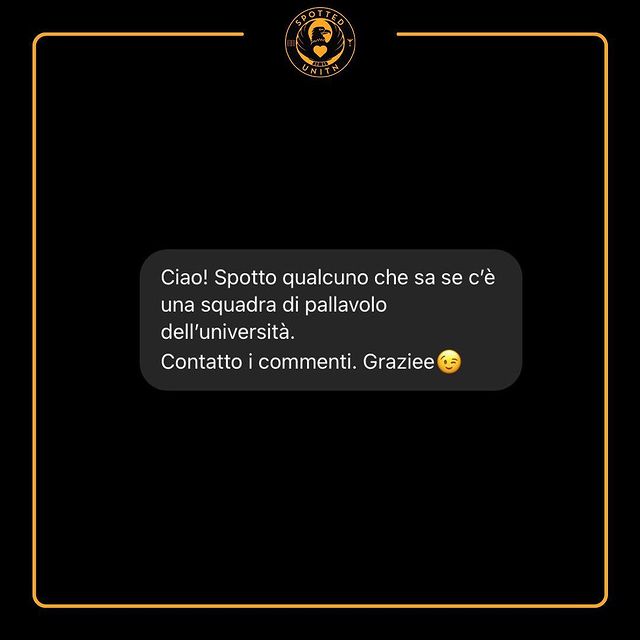 SPOTTED
UNITN
Ciao! Spotto qualcuno che sa se c’è
una squadra di pallavolo
dell’università.
Contatto i commenti. Graziee😉